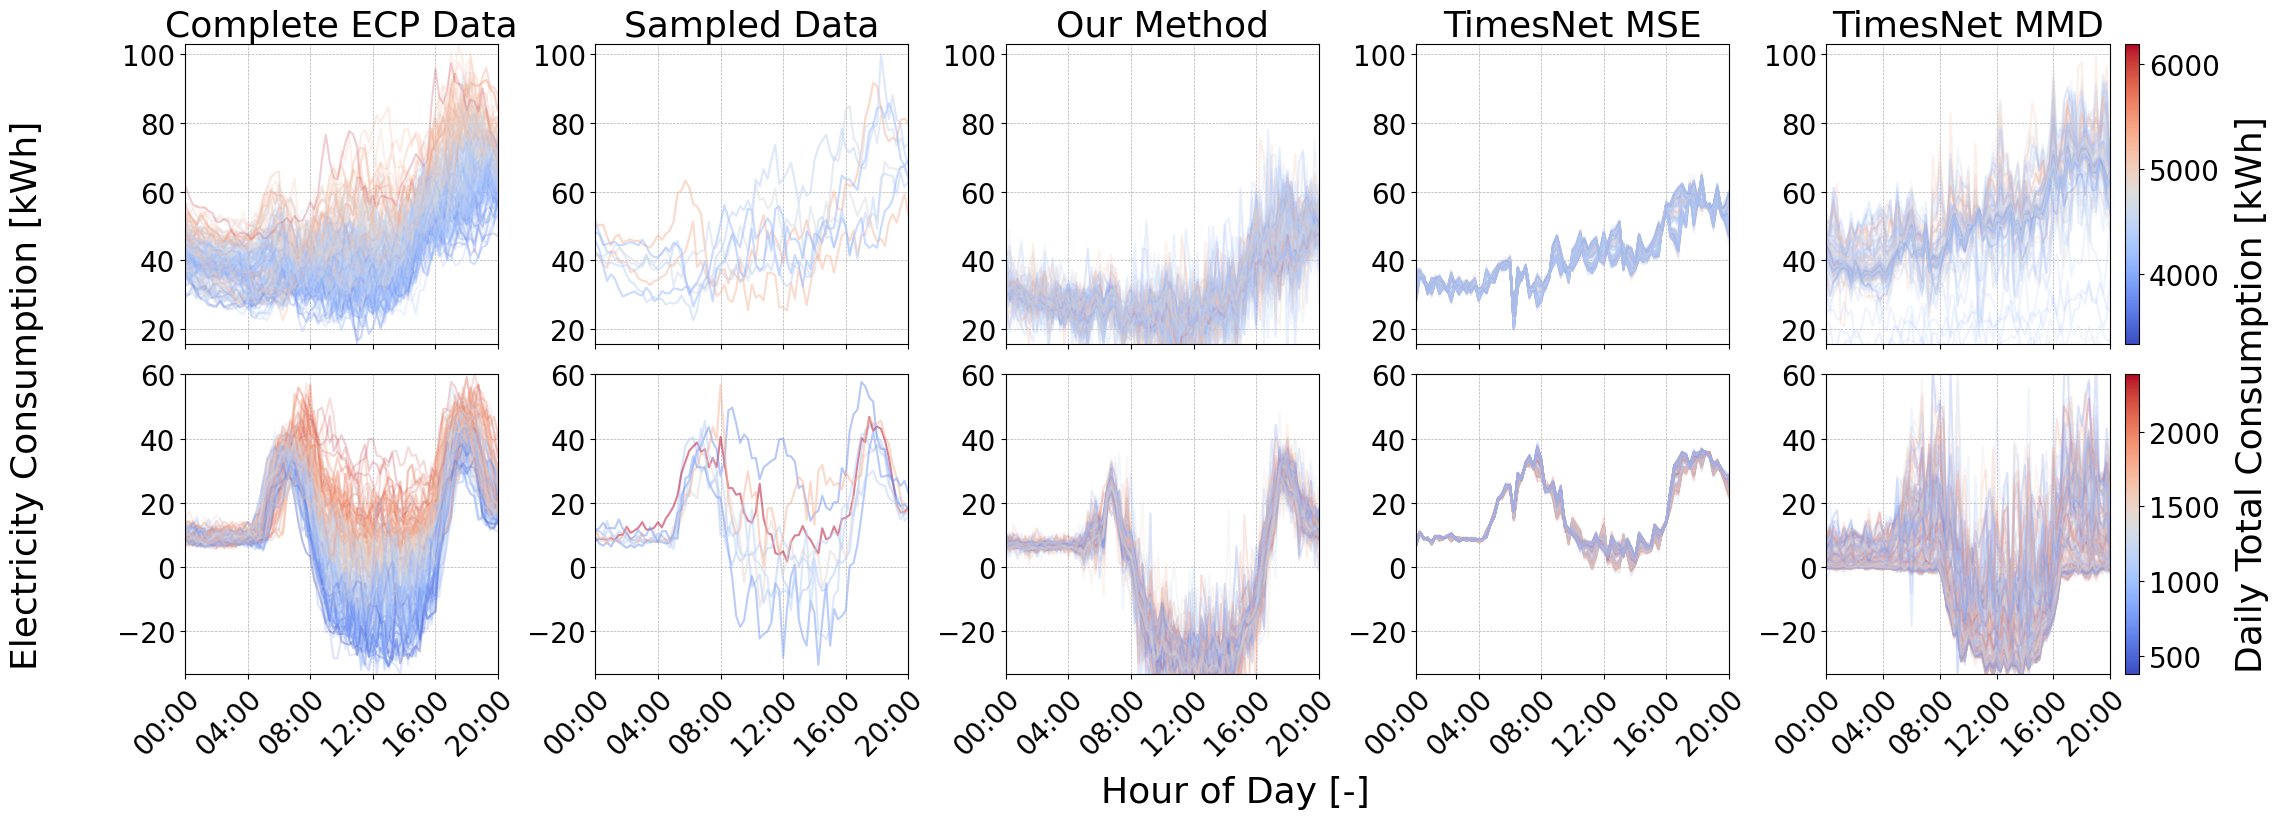 Complete ECP Data Sampled Data Our Method TimesNet MSE TimesNet MMD
Electricity Consumption [kWh]
100 80 60 40 20
100 80 60 40 20
100 80 60 40 20
100 80 60 40 20
100 80 60 40 20
6000 5000 4000
60 40 20 0 −20
60 40 20 0 −20
60 40 20 0 −20
60 40 20 0 −20
60 40 20 0 −20
2000 1500 1000 500
Daily Total Consumption [kWh]
00:00 04:00 08:00 12:00 16:00 20:00
00:00 04:00 08:00 12:00 16:00 20:00
00:00 04:00 08:00 12:00 16:00 20:00
00:00 04:00 08:00 12:00 16:00 20:00
00:00 04:00 08:00 12:00 16:00 20:00
Hour of Day [-]